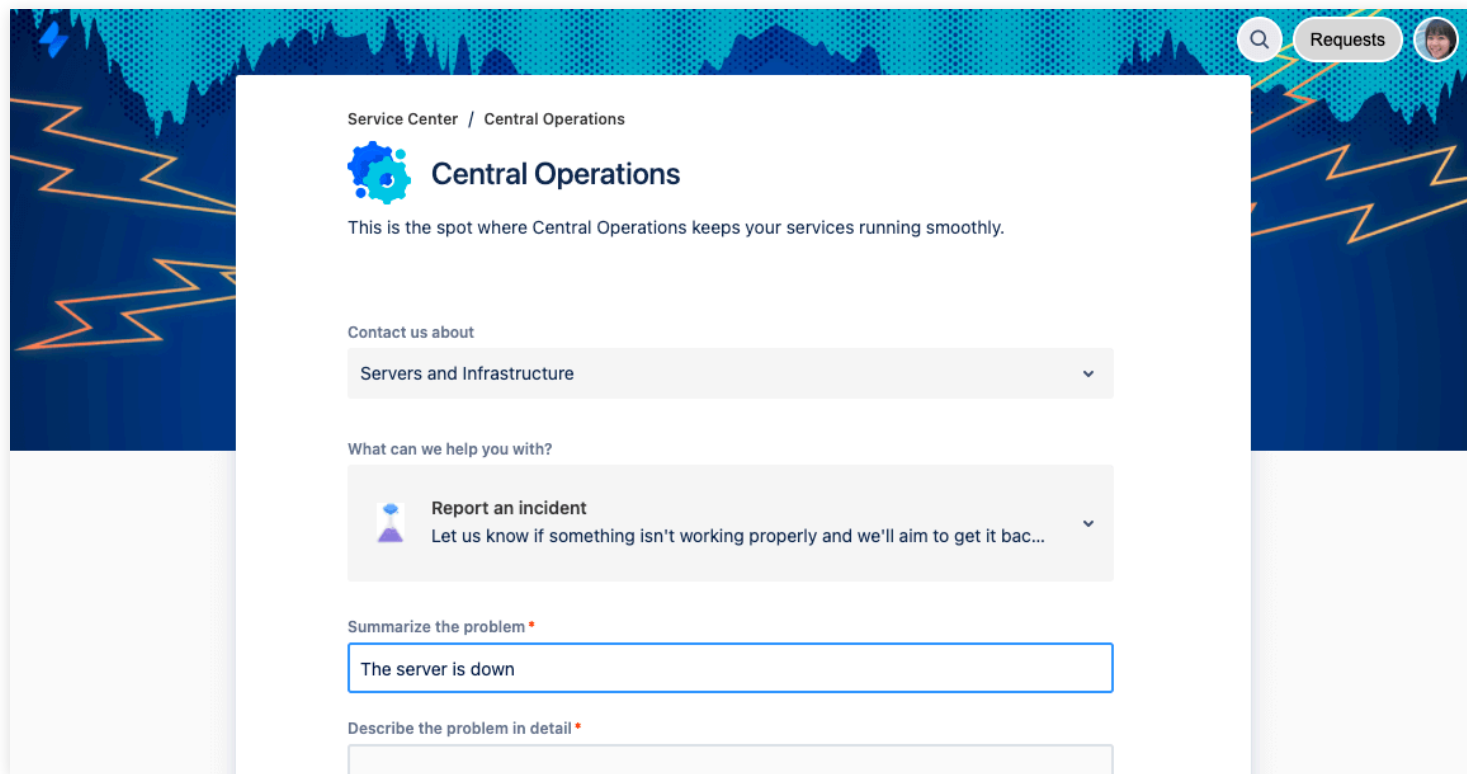 Requests
Service Center / Central Operations
Central Operations
This is the spot where Central Operations keeps your services running smoothly.
Contact us about
Servers and Infrastructure
What can we help you with?
Report an incident
Let us know if something isn't working properly and we'll aim to get it bac...
Summarize the problem *
The server is down
Describe the problem in detail *